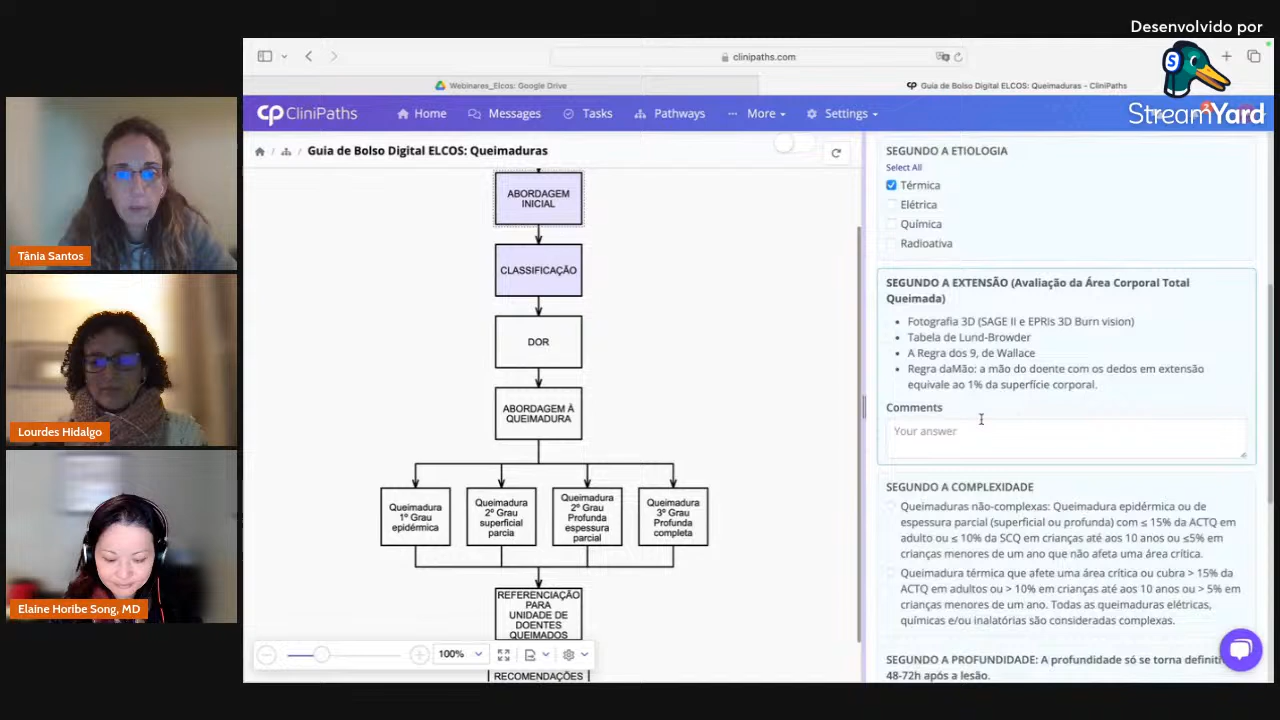 Desenvolvido por
S
StreamYard
clinipaths.com
Webinares_Elcos: Google Drive
Guia de Bolso Digital ELCOS: Queimaduras - CliniPaths
CliniPaths
Home
Messages
Tasks
Pathways
More
Settings
Guia de Bolso Digital ELCOS: Queimaduras
Tânia Santos
Lourdes Hidalgo
Elaine Horibe Song, MD
ABORDAGEM
INICIAL
CLASSIFICAÇÃO
DOR
ABORDAGEM À
QUEIMADURA
Queimadura
1º Grau
epidérmica
Queimadura
2º Grau
superficial
parcia
Queimadura
2º Grau
Profunda
espessura
parcial
Queimadura
3º Grau
Profunda
completa
REFERENCIAÇÃO
PARA
UNIDADE DE
DOENTES
QUEIMADOS
RECOMENDAÇÕES
100%
SEGUNDO A ETIOLOGIA
Select All
Térmica
Elétrica
Química
Radioativa
SEGUNDO A EXTENSÃO (Avaliação da Área Corporal Total
Queimada)
• Fotografia 3D (SAGE II e EPRIs 3D Burn vision)
• Tabela de Lund-Browder
• A Regra dos 9, de Wallace
• Regra daMão: a mão do doente com os dedos em extensão
equivale ao 1% da superfície corporal.
Comments
Your answer
SEGUNDO A COMPLEXIDADE
Queimaduras não-complexas: Queimadura epidérmica ou de
espessura parcial (superficial ou profunda) com ≤ 15% da ACTQ em
adulto ou ≤ 10% da SCQ em crianças até aos 10 anos ou ≤5% em
crianças menores de um ano que não afeta uma área crítica.
Queimadura térmica que afete uma área crítica ou cubra > 15% da
ACTQ em adultos ou > 10% em crianças até aos 10 anos ou > 5% em
crianças menores de um ano. Todas as queimaduras elétricas,
químicas e/ou inalatórias são consideradas complexas.
SEGUNDO A PROFUNDIDADE: A profundidade só se torna
48-72h após a lesão.